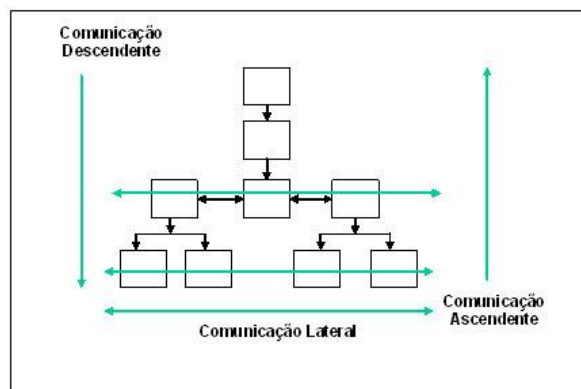 Comunicação
Descendente
Comunicação
Ascendente
Comunicação Lateral